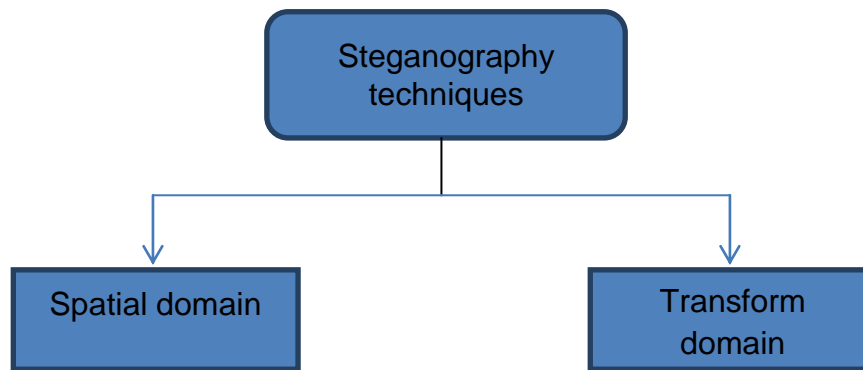 Steganography
techniques
Spatial domain
Transform
domain